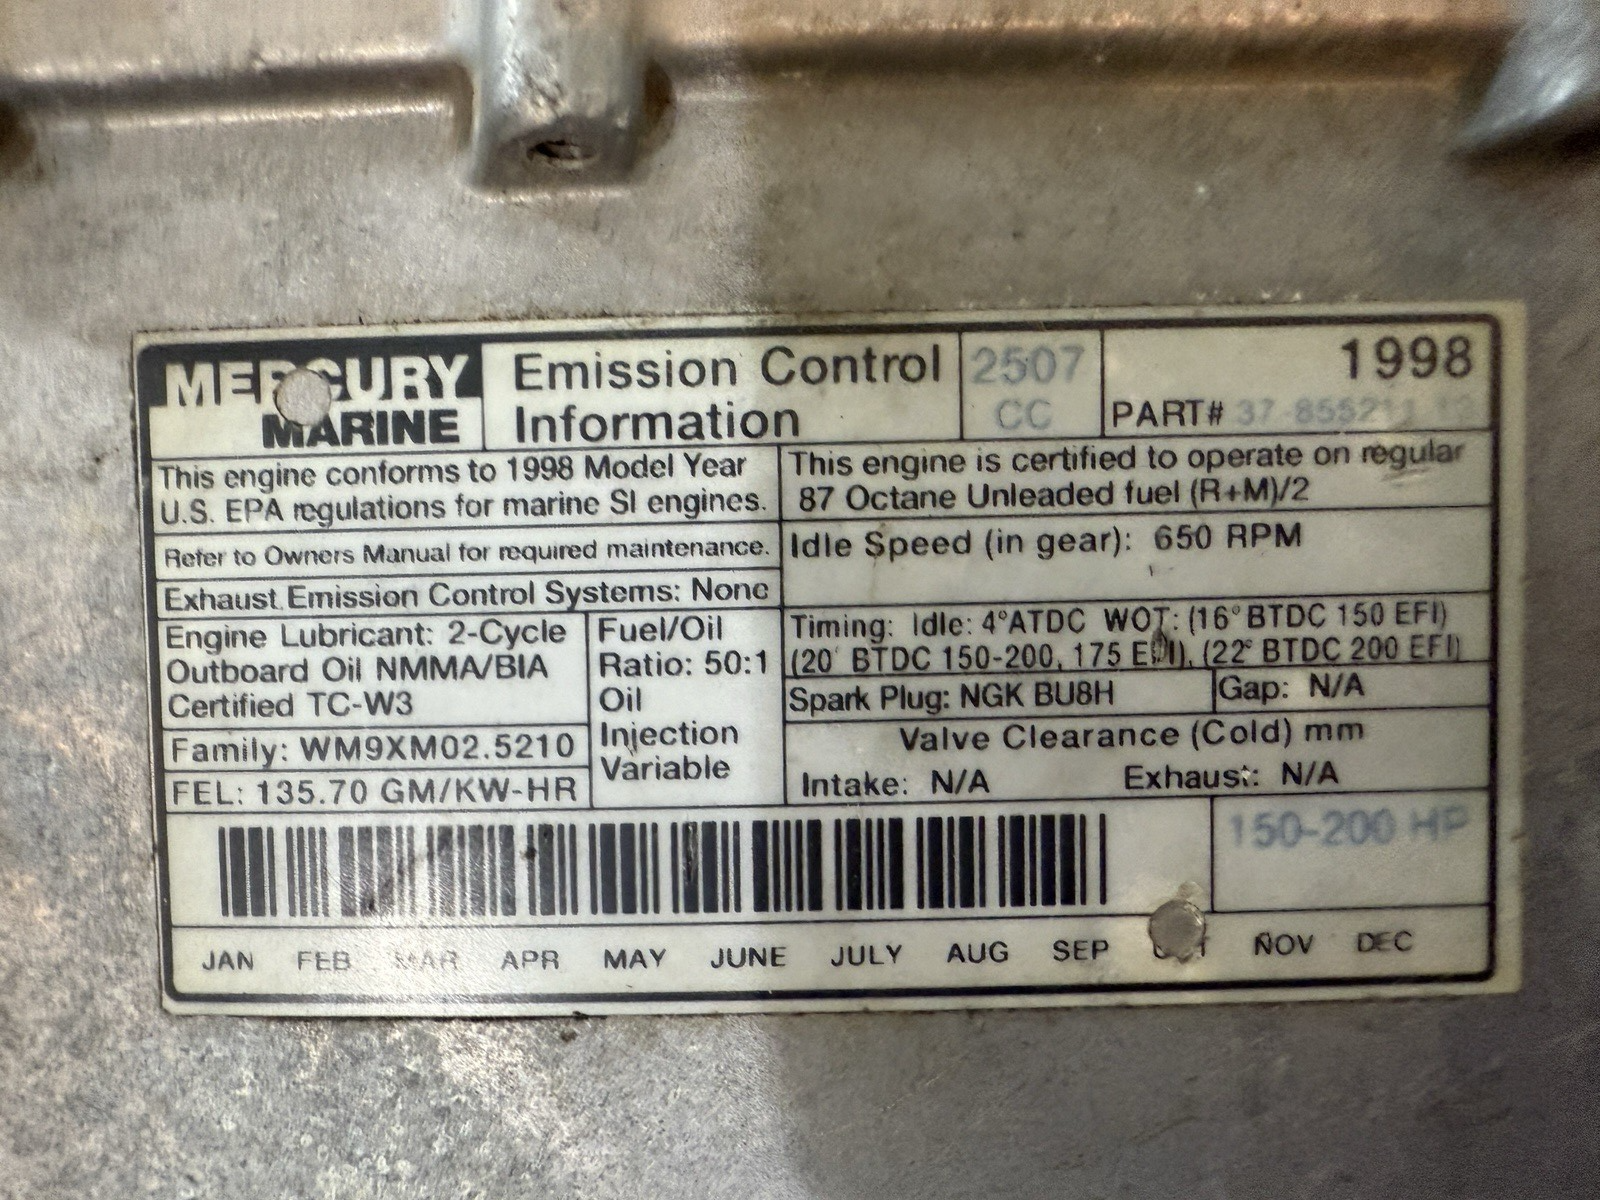 MERCURY
MARINE
Emission Control
Information
2507
CC
1998
PART# 37-855211
This engine conforms to 1998 Model Year
U.S. EPA regulations for marine SI engines.
Refer to Owners Manual for required maintenance.
Exhaust Emission Control Systems: None
Engine Lubricant: 2-Cycle
Outboard Oil NMMA/BIA
Certified TC-W3
Family: WM9XM02.5210
FEL: 135.70 GM/KW-HR
Fuel/Oil
Ratio: 50:1
Oil
Injection
Variable
This engine is certified to operate on regular
87 Octane Unleaded fuel (R+M)/2
Idle Speed (in gear): 650 RPM
Timing: Idle: 4°ATDC WOT: (16° BTDC 150 EFI)
(20° BTDC 150-200, 175 EFI), (22° BTDC 200 EFI)
Spark Plug: NGK BU8H
Gap: N/A
Valve Clearance (Cold) mm
Intake: N/A Exhaust: N/A
150-200 HP
JAN FEB MAR APR MAY JUNE JULY AUG SEP OCT NOV DEC